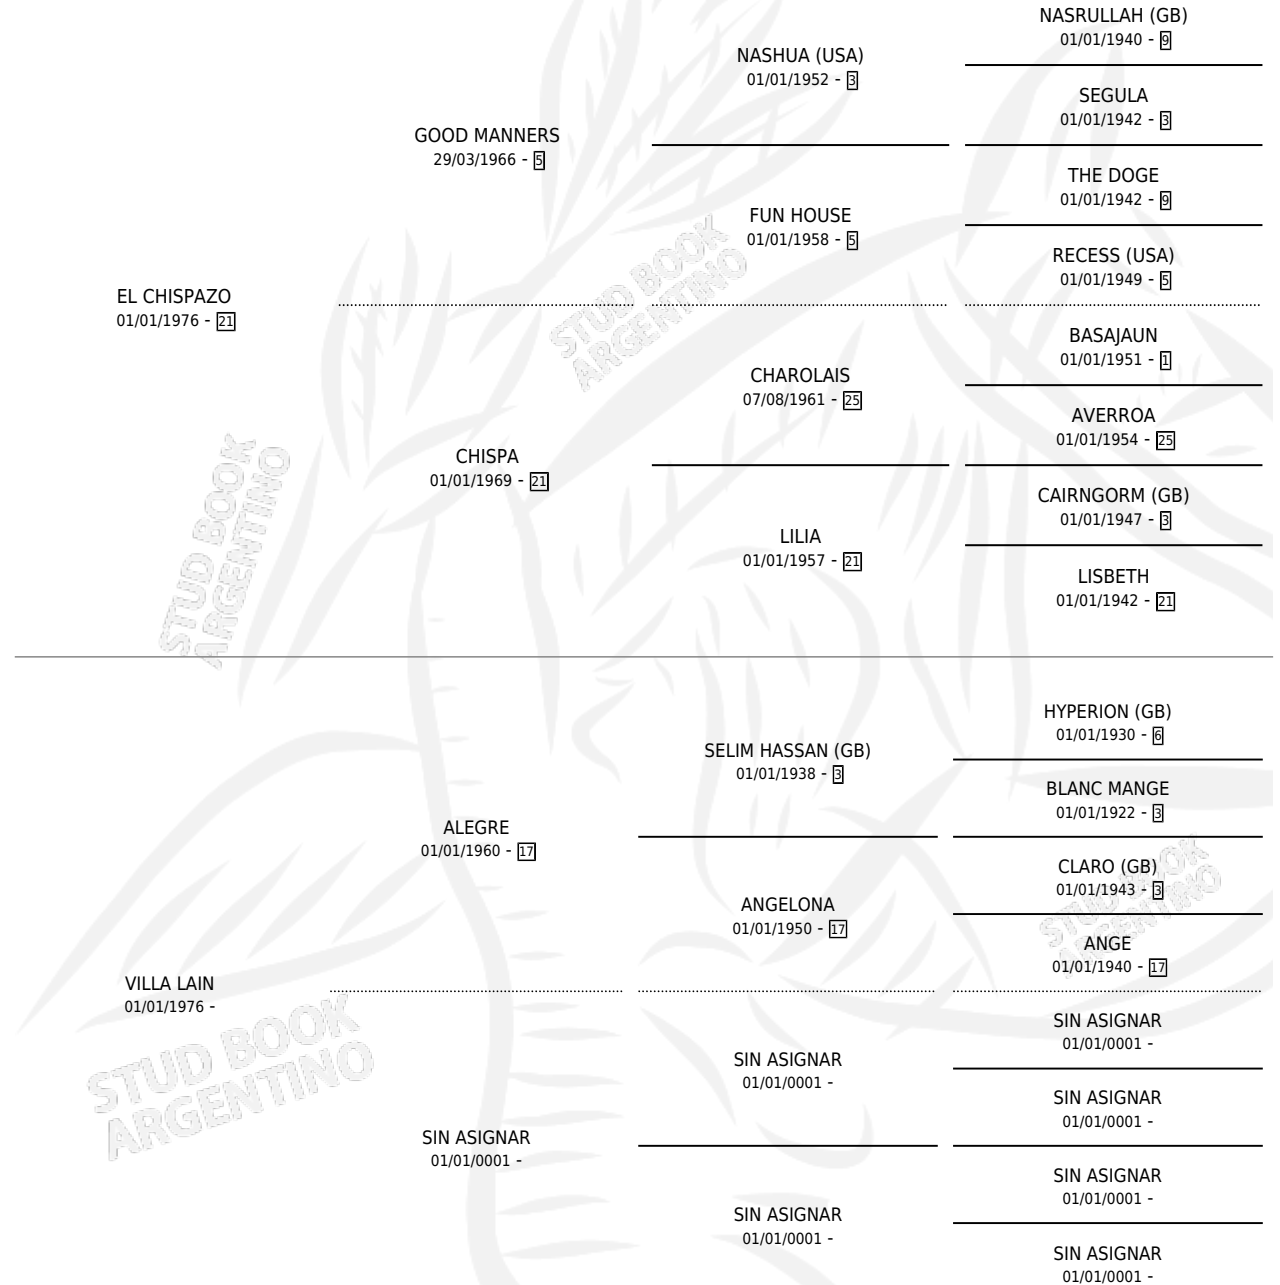 NASRULLAH (GB)
01/01/1940 - 9
NASHUA (USA)
01/01/1952 - 3
SEGULA
01/01/1942 - 3
GOOD MANNERS
29/03/1966 - 5
THE DOGE
01/01/1942 - 9
FUN HOUSE
01/01/1958 - 5
RECESS (USA)
01/01/1949 - 5
EL CHISPAZO
01/01/1976 - 21
BASAJAUN
01/01/1951 - 1
CHAROLAIS
07/08/1961 - 25
AVERROA
01/01/1954 - 25
CHISPA
01/01/1969 - 21
CAIRNGORM (GB)
01/01/1947 - 3
LILIA
01/01/1957 - 21
LISBETH
01/01/1942 - 21
HYPERION (GB)
01/01/1930 - 6
SELIM HASSAN (GB)
01/01/1938 - 3
BLANC MANGE
01/01/1922 - 3
ALEGRE
01/01/1960 - 17
CLARO (GB)
01/01/1943 - 3
ANGELONA
01/01/1950 - 17
ANGE
01/01/1940 - 17
VILLA LAIN
01/01/1976 -
SIN ASIGNAR
01/01/0001 -
SIN ASIGNAR
01/01/0001 -
SIN ASIGNAR
01/01/0001 -
SIN ASIGNAR
01/01/0001 -
SIN ASIGNAR
01/01/0001 -
SIN ASIGNAR
01/01/0001 -
SIN ASIGNAR
01/01/0001 -
STUD BOOK
ARGENTINO
STUD BOOK
ARGENTINO
STUD BOOK
ARGENTINO
STUD BOOK
ARGENTINO